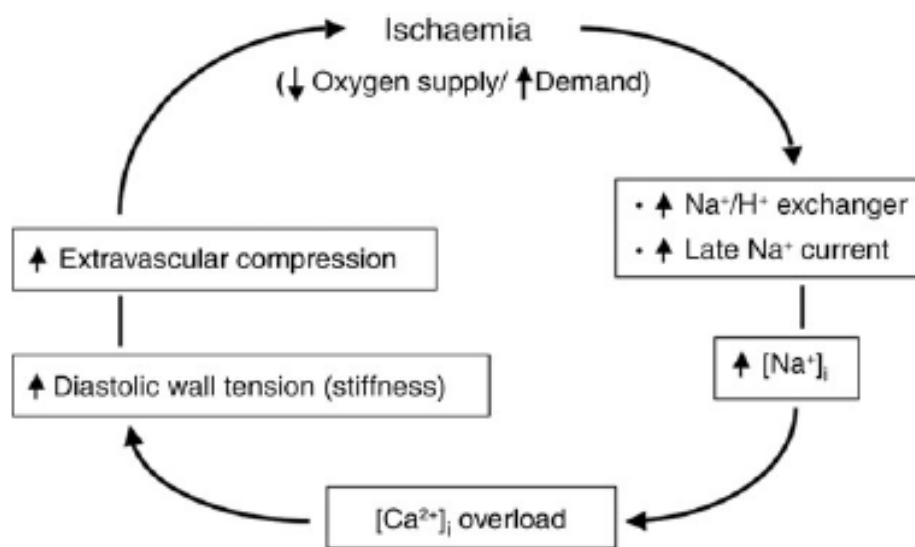 Ischaemia
(↓ Oxygen supply/ ↑Demand)
· ↑ Na⁺/H⁺ exchanger
· ↑ Late Na⁺ current
↑ [Na⁺]ᵢ
[Ca²⁺]ᵢ overload
↑ Diastolic wall tension (stiffness)
↑ Extravascular compression